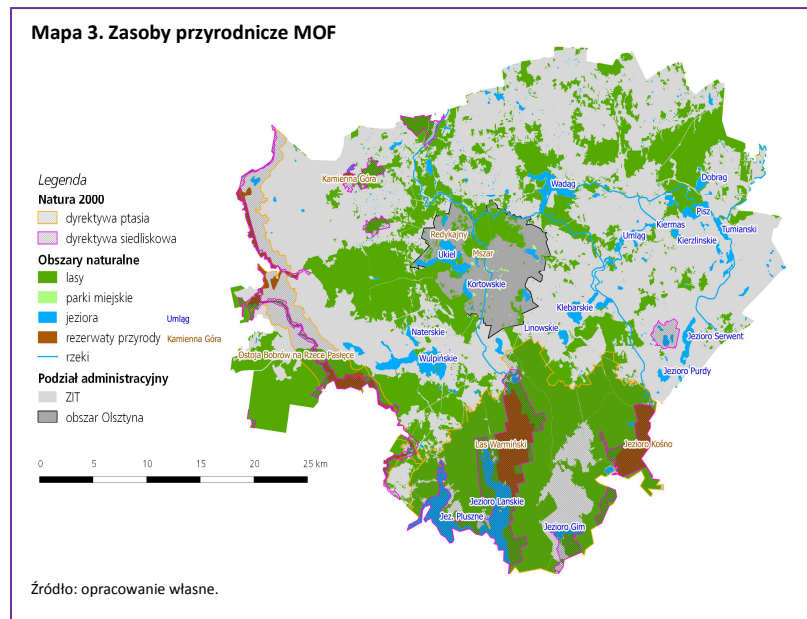 Mapa 3. Zasoby przyrodnicze MOF
Legenda
Natura 2000
dyrektywa ptasia
dyrektywa siedliskowa
Obszary naturalne
lasy
parki miejskie
jeziora Umląg
rezerwaty przyrody Kamienna Góra
rzeki
Podział administracyjny
ZIT
obszar Olsztyna
0 5 10 15 20 25 km
Kamienna Góra
Wadąg
Dobrąg
Pisz
Kiermas
Tumiański
Redykajny
Umląg
Kierzlinskie
Mszar
Ukiel
Kortowskie
Klebarskie
Naterskie
Linowskie
Jezioro Serwent
Ostoja Bobrów na Rzece Pasłęce
Wulpińskie
Jezioro Purdy
Las Warmiński
Jezioro Kośno
Jezioro Łanskie
Jez. Pluszne
Jezioro Gim
Źródło: opracowanie własne.